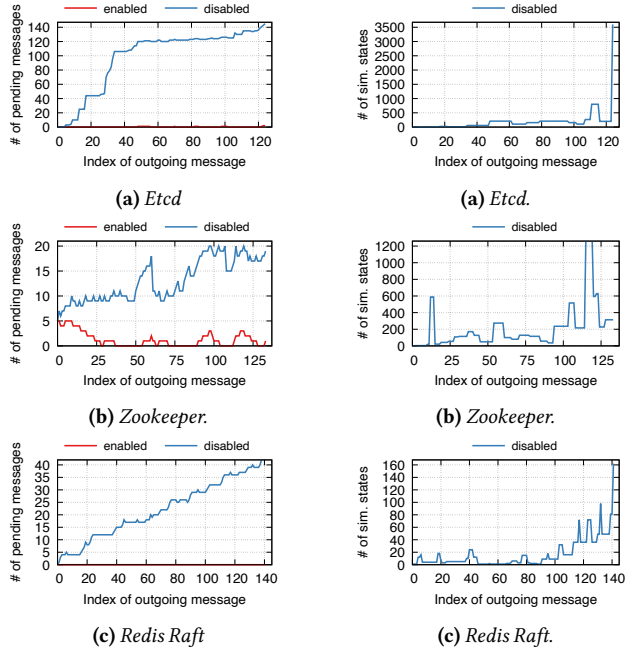 enabled disabled
# of pending messages
140
120
100
80
60
40
20
0
0 20 40 60 80 100 120
Index of outgoing message
(a) Etcd
disabled
# of sim. states
3500
3000
2500
2000
1500
1000
500
0
0 20 40 60 80 100 120
Index of outgoing message
(a) Etcd.
enabled disabled
# of pending messages
20
15
10
5
0
0 25 50 75 100 125
Index of outgoing message
(b) Zookeeper.
disabled
# of sim. states
1200
1000
800
600
400
200
0
0 25 50 75 100 125
Index of outgoing message
(b) Zookeeper.
enabled disabled
# of pending messages
40
35
30
25
20
15
10
5
0
0 20 40 60 80 100 120 140
Index of outgoing message
(c) Redis Raft
disabled
# of sim. states
160
140
120
100
80
60
40
20
0
0 20 40 60 80 100 120 140
Index of outgoing message
(c) Redis Raft.